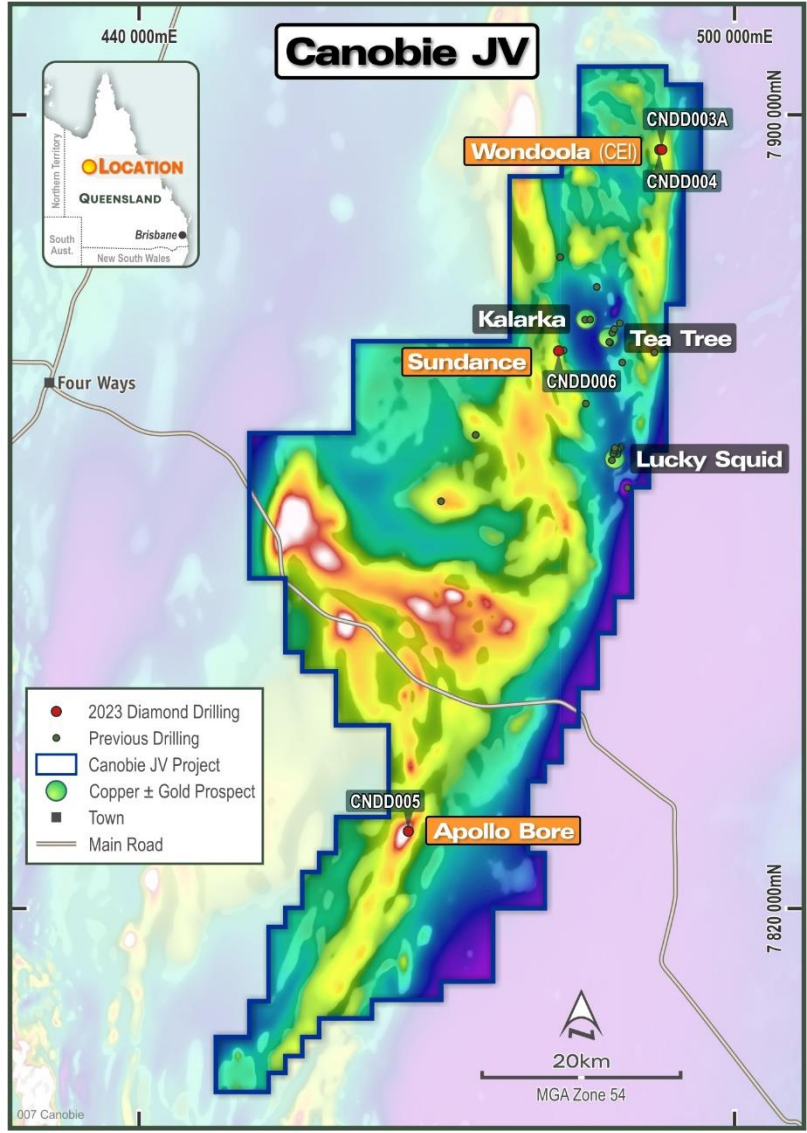 440 000mE
500 000mE
Canobie JV
7 900 000mN
Northern Territory
LOCATION
QUEENSLAND
Brisbane
South
Aust.
New South Wales
CNDD003A
Wondoola (CEI)
CNDD004
Kalarka
Tea Tree
Sundance
CNDD006
Four Ways
Lucky Squid
2023 Diamond Drilling
Previous Drilling
Canobie JV Project
Copper ± Gold Prospect
Town
Main Road
CNDD005
Apollo Bore
7 820 000mN
N
20km
MGA Zone 54
007 Canobie